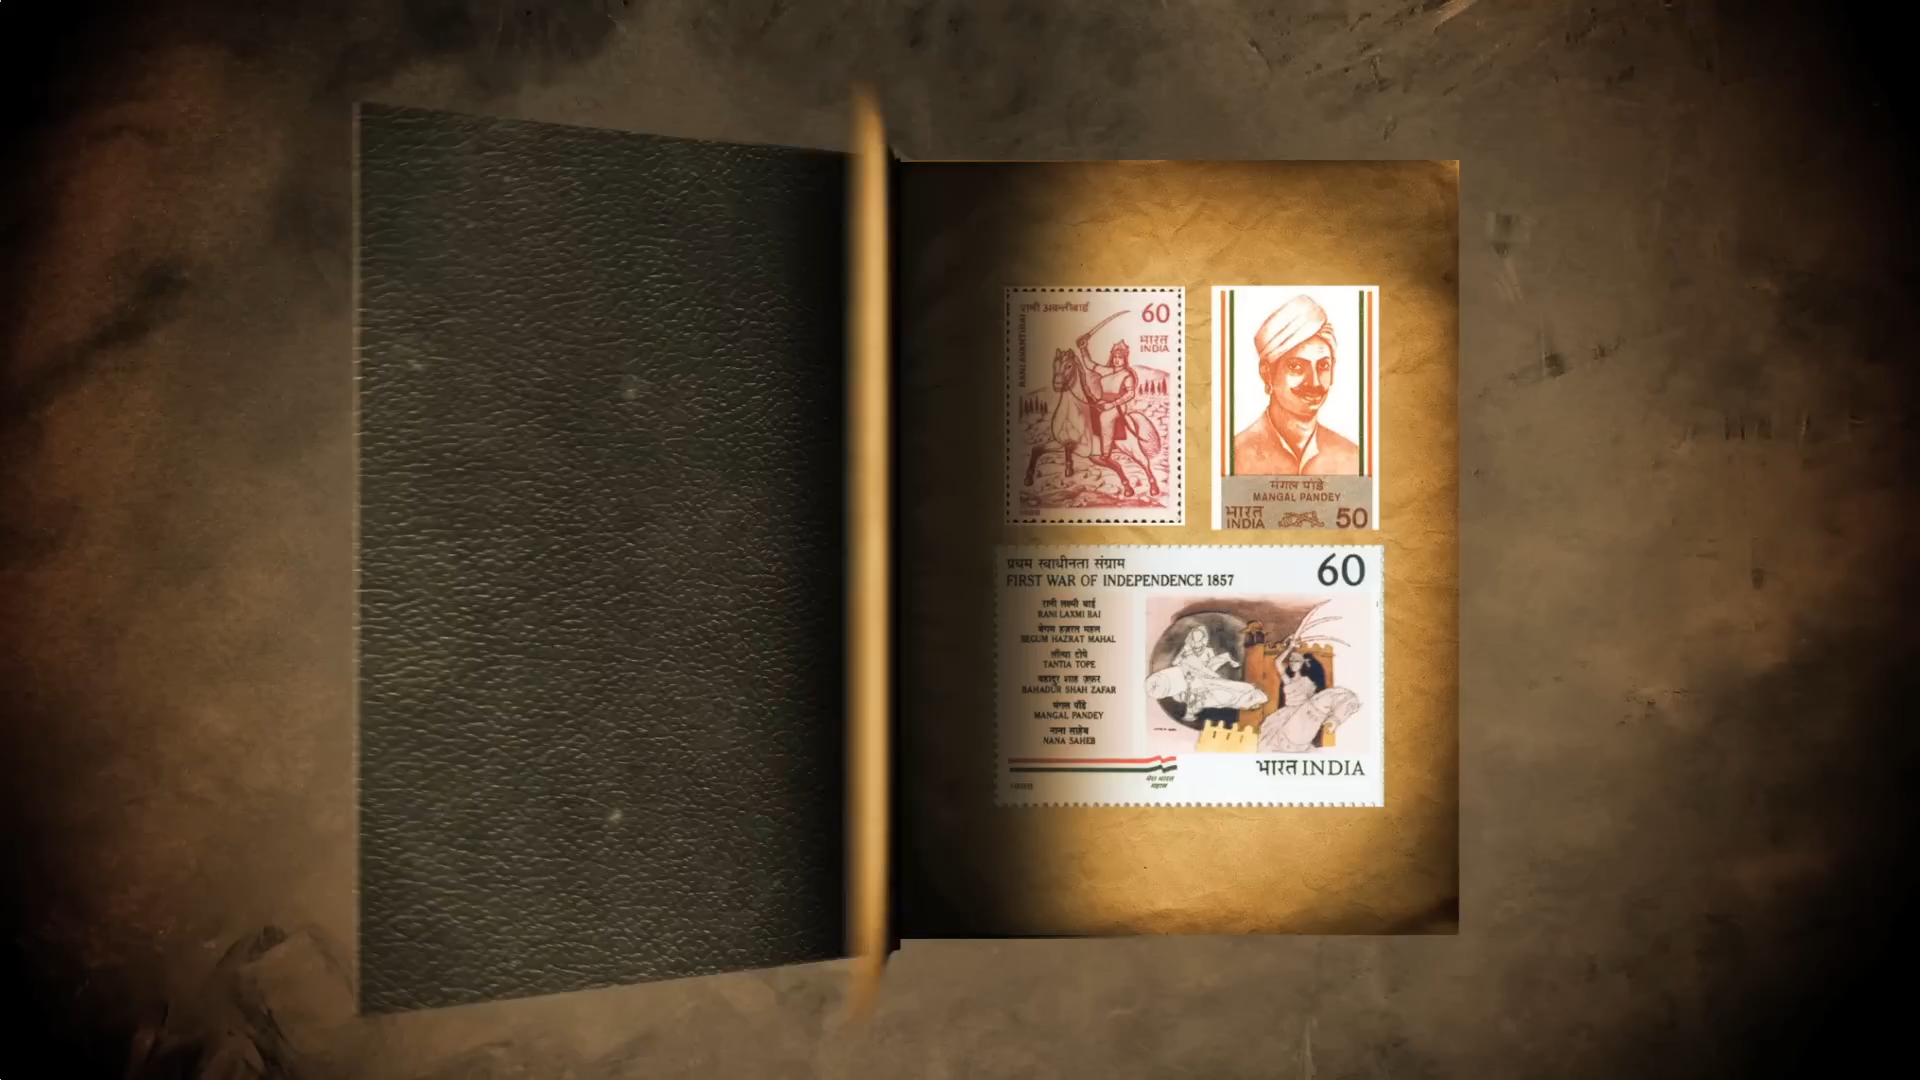 रानी अवन्तीबाई
60
भारत
INDIA
RANI AVANTIBAI
मंगल पांडे
MANGAL PANDEY
भारत
INDIA
50
प्रथम स्वाधीनता संग्राम
60
FIRST WAR OF INDEPENDENCE 1857
रानी लक्ष्मी बाई
RANI LAXMI BAI
बेगम हज़रत महल
BEGUM HAZRAT MAHAL
तांत्या टोपे
TANTIA TOPE
बहादुर शाह ज़फ़र
BAHADUR SHAH ZAFAR
मंगल पाँडे
MANGAL PANDEY
नाना साहेब
NANA SAHEB
भारत INDIA
मेरा भारत
महान